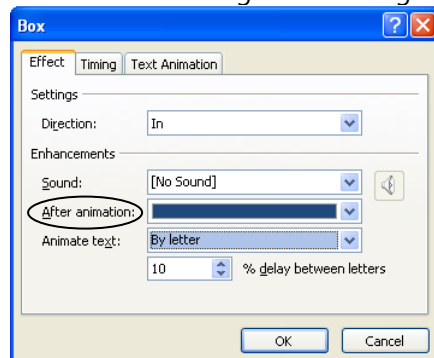 Box
Effect Timing Text Animation
Settings
Direction: In
Enhancements
Sound: [No Sound]
After animation:
Animate text: By letter
10 % delay between letters
OK Cancel